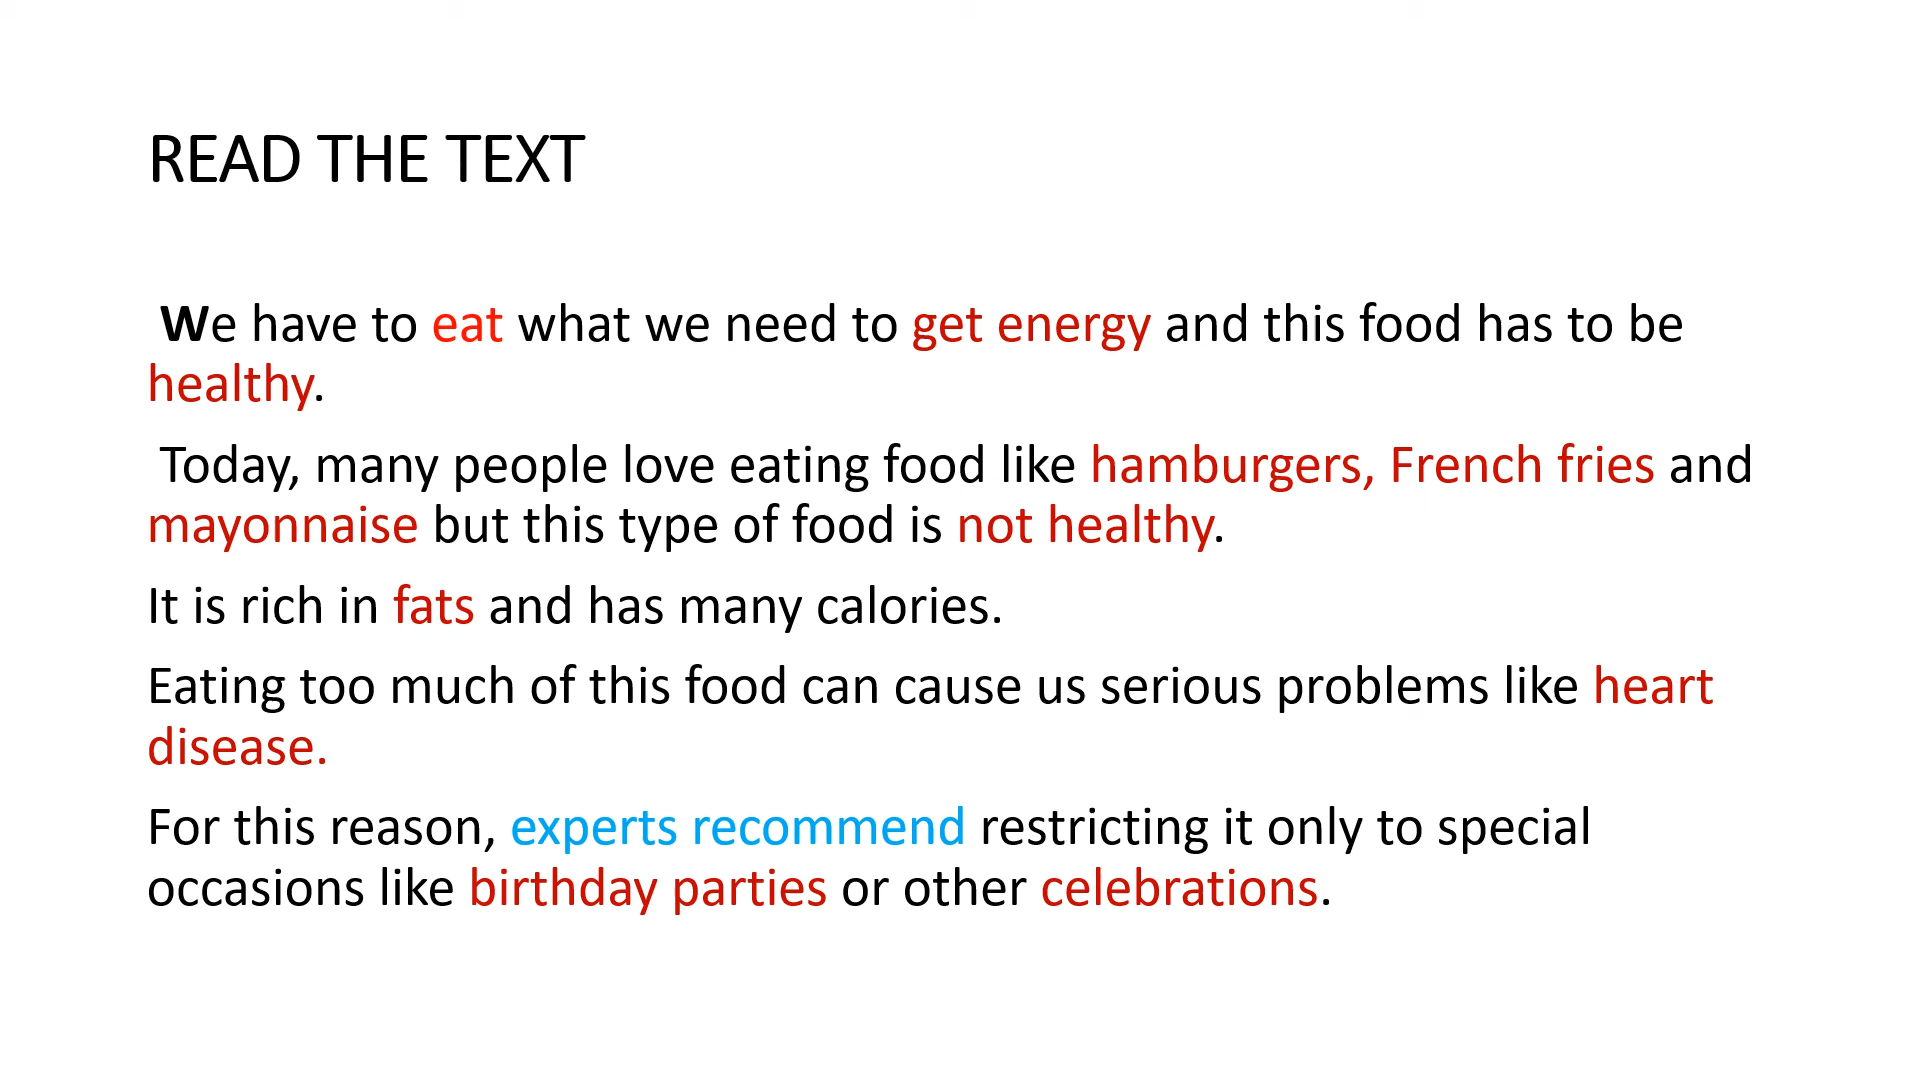 READ THE TEXT
We have to eat what we need to get energy and this food has to be
healthy.
Today, many people love eating food like hamburgers, French fries and
mayonnaise but this type of food is not healthy.
It is rich in fats and has many calories.
Eating too much of this food can cause us serious problems like heart
disease.
For this reason, experts recommend restricting it only to special
occasions like birthday parties or other celebrations.